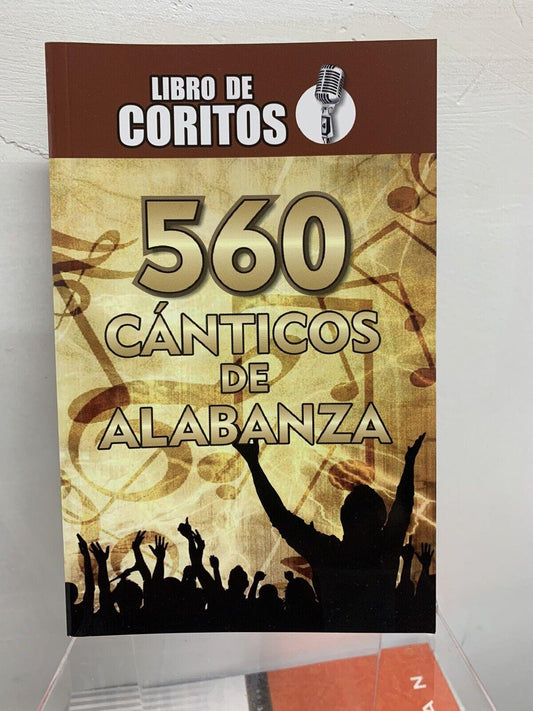 LIBRO DE
CORITOS
560
CÁNTICOS
DE
ALABANZA
A N